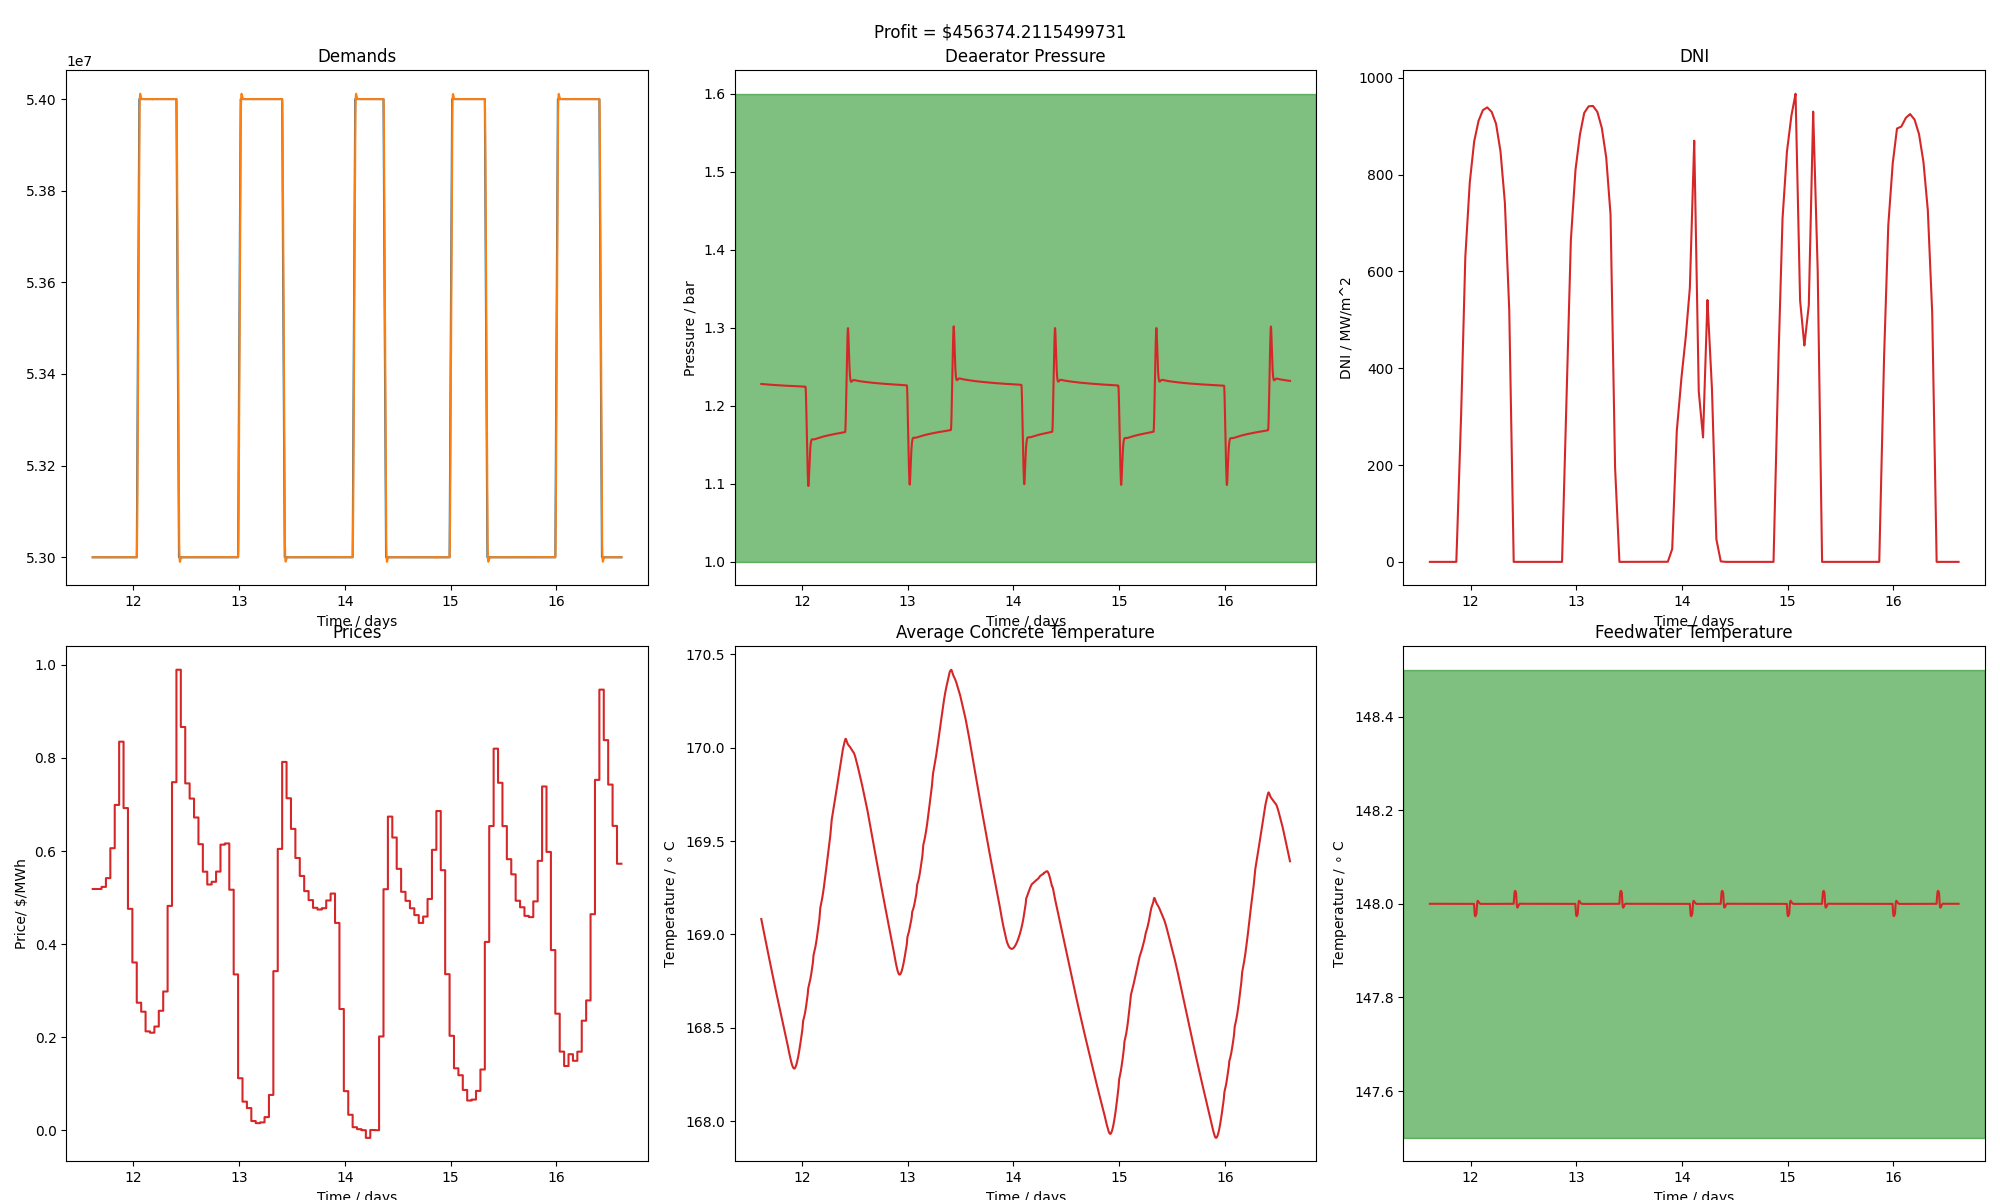 Profit = $456374.2115499731
Demands
1e7
5.40
5.38
5.36
5.34
5.32
5.30
12 13 14 15 16
Time / days
Deaerator Pressure
Pressure / bar
1.6
1.5
1.4
1.3
1.2
1.1
1.0
12 13 14 15 16
Time / days
DNI
DNI / MW/m^2
1000
800
600
400
200
0
12 13 14 15 16
Time / days
Prices
Price/ $/MWh
1.0
0.8
0.6
0.4
0.2
0.0
12 13 14 15 16
Time / days
Average Concrete Temperature
Temperature / ∘ C
170.5
170.0
169.5
169.0
168.5
168.0
12 13 14 15 16
Time / days
Feedwater Temperature
Temperature / ∘ C
148.4
148.2
148.0
147.8
147.6
12 13 14 15 16
Time / days